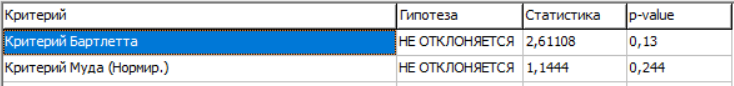 Критерий Гипотеза Статистика p-value
Критерий Бартлетта НЕ ОТКЛОНЯЕТСЯ 2,61108 0,13
Критерий Муда (Нормир.) НЕ ОТКЛОНЯЕТСЯ 1,1444 0,244